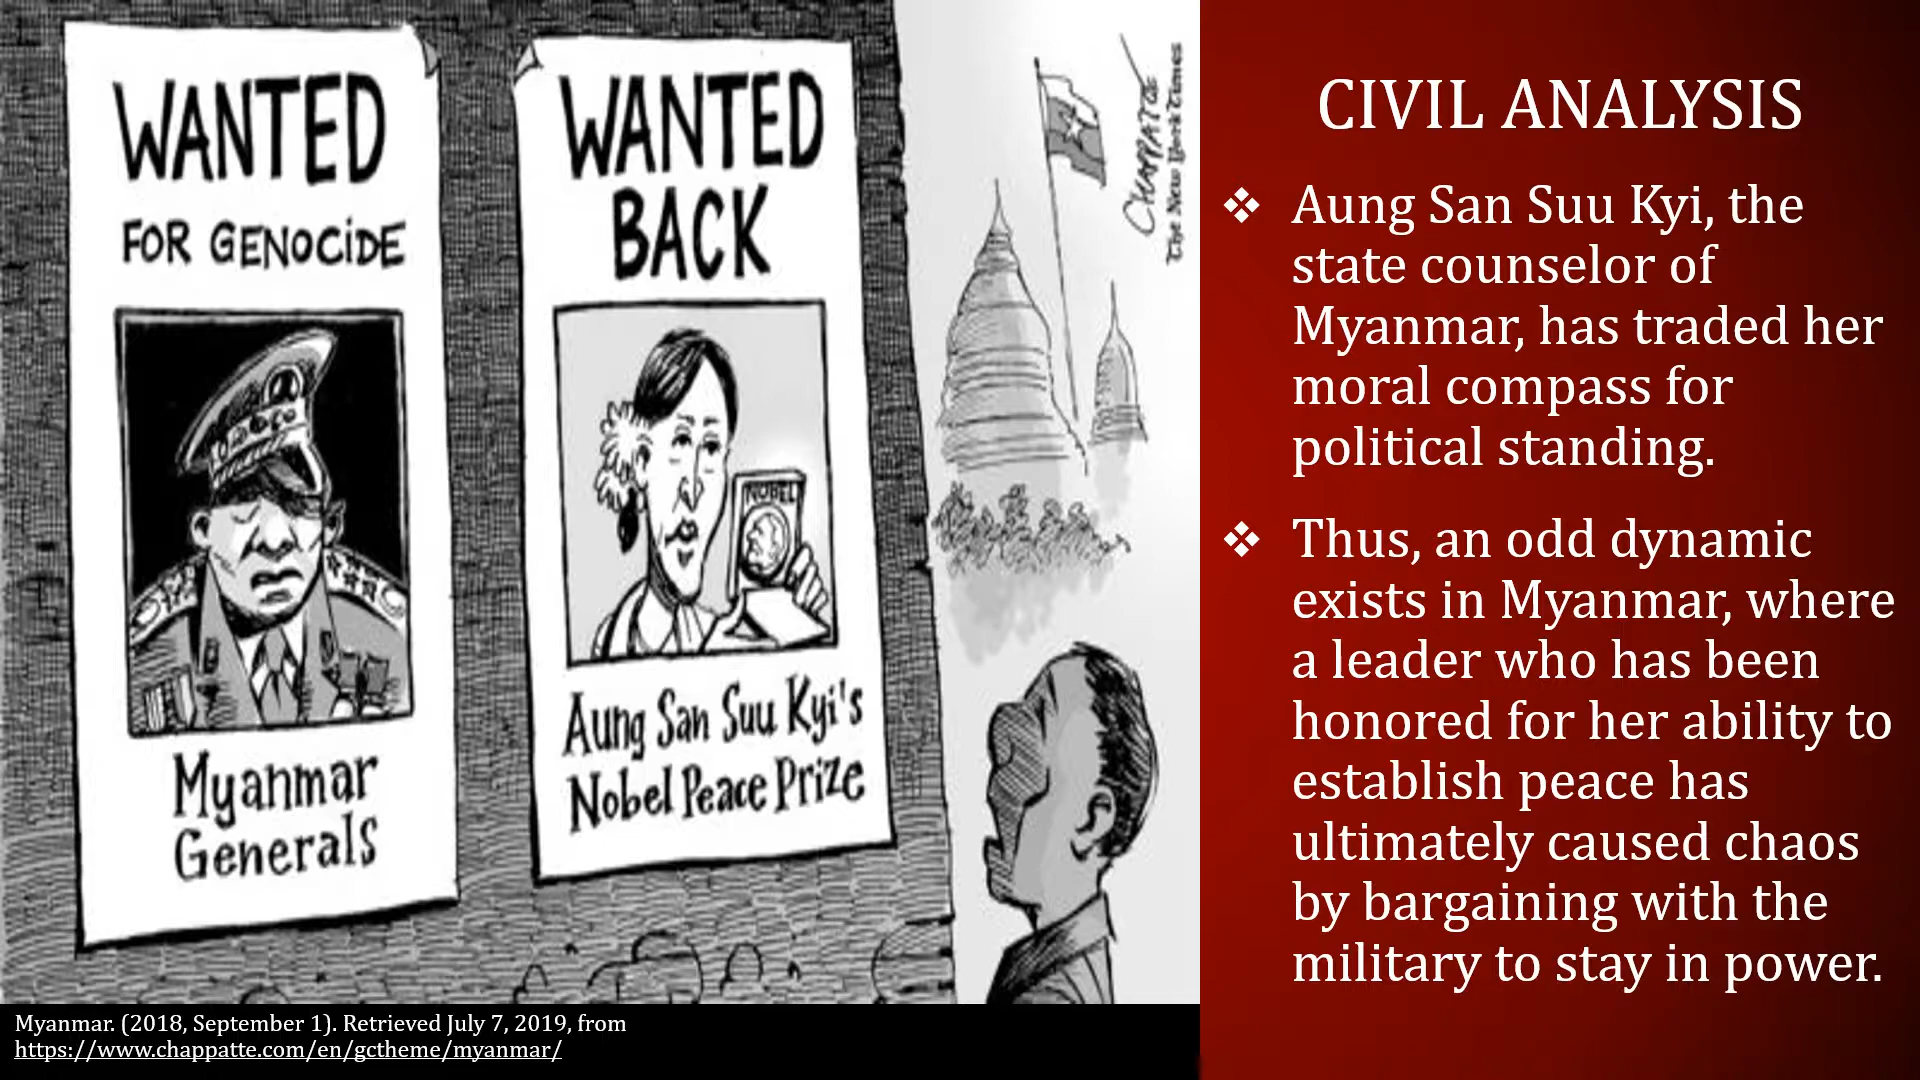 WANTED
FOR GENOCIDE
Myanmar
Generals
WANTED
BACK
NOBEL
Aung San Suu Kyi's
Nobel Peace Prize
CHAPPATTE
The New York Times
Myanmar. (2018, September 1). Retrieved July 7, 2019, from
https://www.chappatte.com/en/gctheme/myanmar/
CIVIL ANALYSIS
❖ Aung San Suu Kyi, the
state counselor of
Myanmar, has traded her
moral compass for
political standing.
❖ Thus, an odd dynamic
exists in Myanmar, where
a leader who has been
honored for her ability to
establish peace has
ultimately caused chaos
by bargaining with the
military to stay in power.